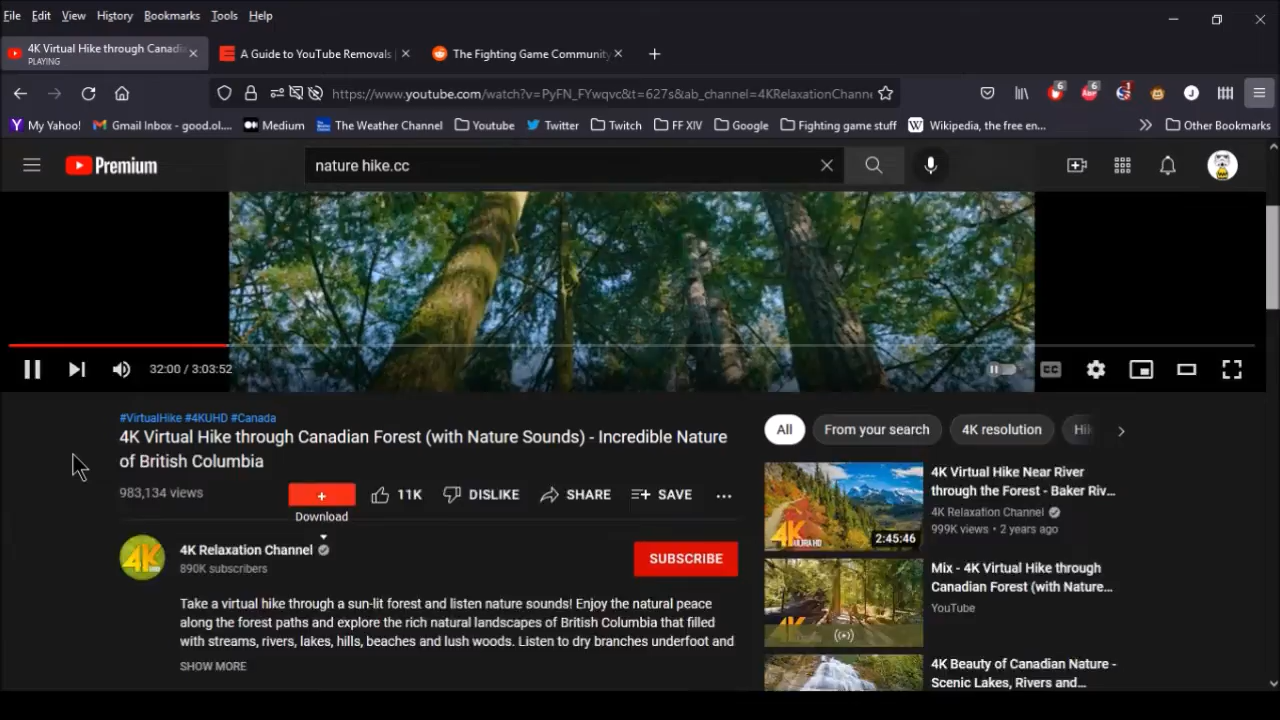 File Edit View History Bookmarks Tools Help
4K Virtual Hike through Canadia
PLAYING
A Guide to YouTube Removals
The Fighting Game Community
https://www.youtube.com/watch?v=PyFN_FYwqvc&t=627s&ab_channel=4KRelaxationChanne
6
6
1
J
My Yahoo!
Gmail Inbox - good.ol....
Medium
The Weather Channel
Youtube
Twitter
Twitch
FF XIV
Google
Fighting game stuff
Wikipedia, the free en...
Other Bookmarks
Premium
nature hike.cc
32:00 / 3:03:52
CC
#VirtualHike #4KUHD #Canada
4K Virtual Hike through Canadian Forest (with Nature Sounds) - Incredible Nature
of British Columbia
983,134 views
+
11K
DISLIKE
SHARE
SAVE
Download
4K
4K Relaxation Channel
890K subscribers
SUBSCRIBE
Take a virtual hike through a sun-lit forest and listen nature sounds! Enjoy the natural peace
along the forest paths and explore the rich natural landscapes of British Columbia that filled
with streams, rivers, lakes, hills, beaches and lush woods. Listen to dry branches underfoot and
SHOW MORE
All
From your search
4K resolution
Hik
4K
2:45:46
4K Virtual Hike Near River
through the Forest - Baker Riv...
4K Relaxation Channel
999K views • 2 years ago
Mix - 4K Virtual Hike through
Canadian Forest (with Nature...
YouTube
4K Beauty of Canadian Nature -
Scenic Lakes, Rivers and...